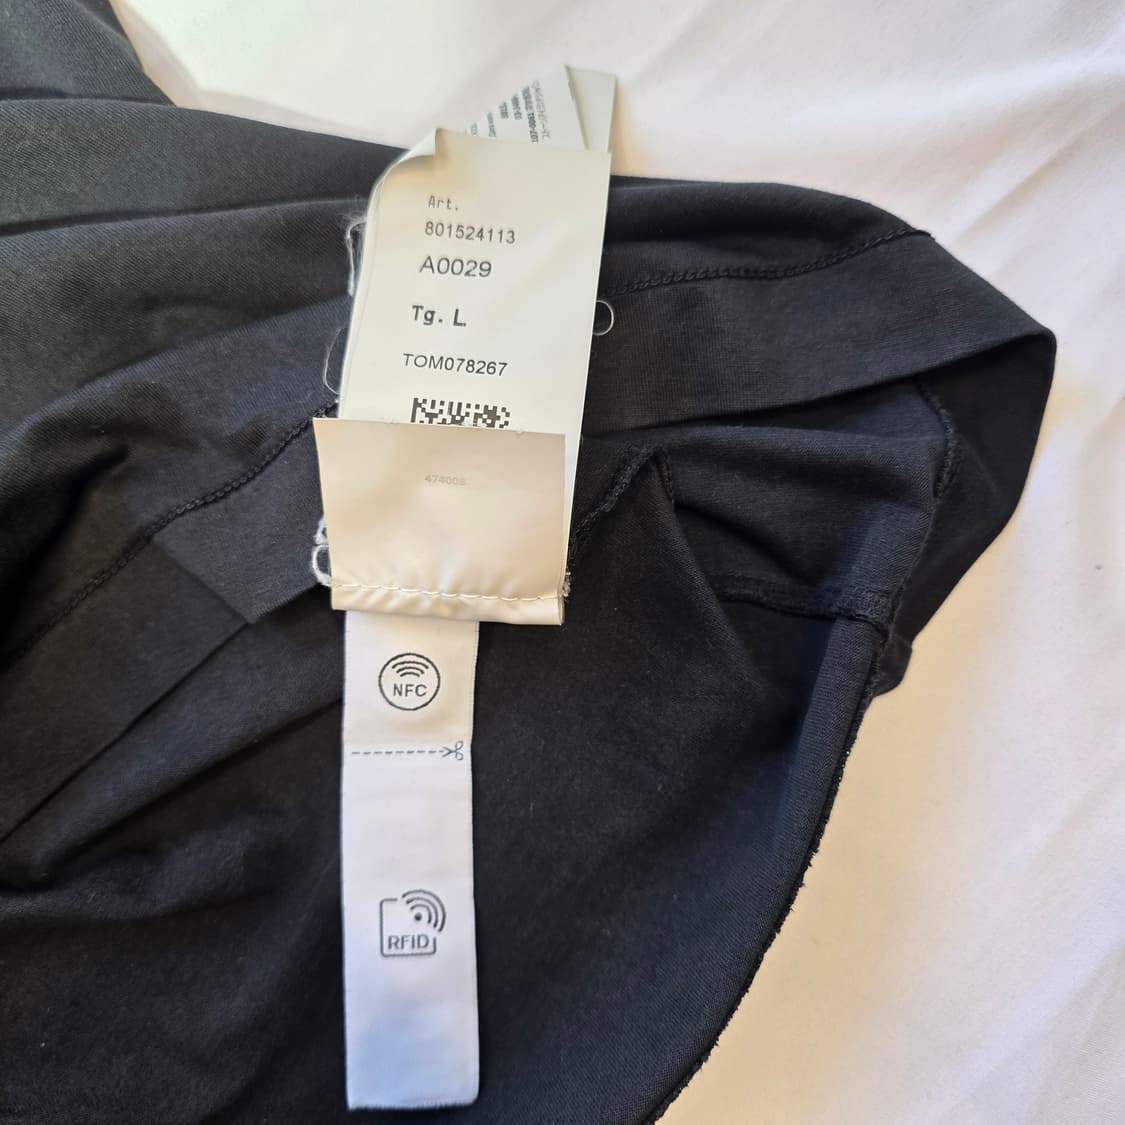 Art.
801524113
A0029
Tg. L
TOM078267
474008
NFC
RFID